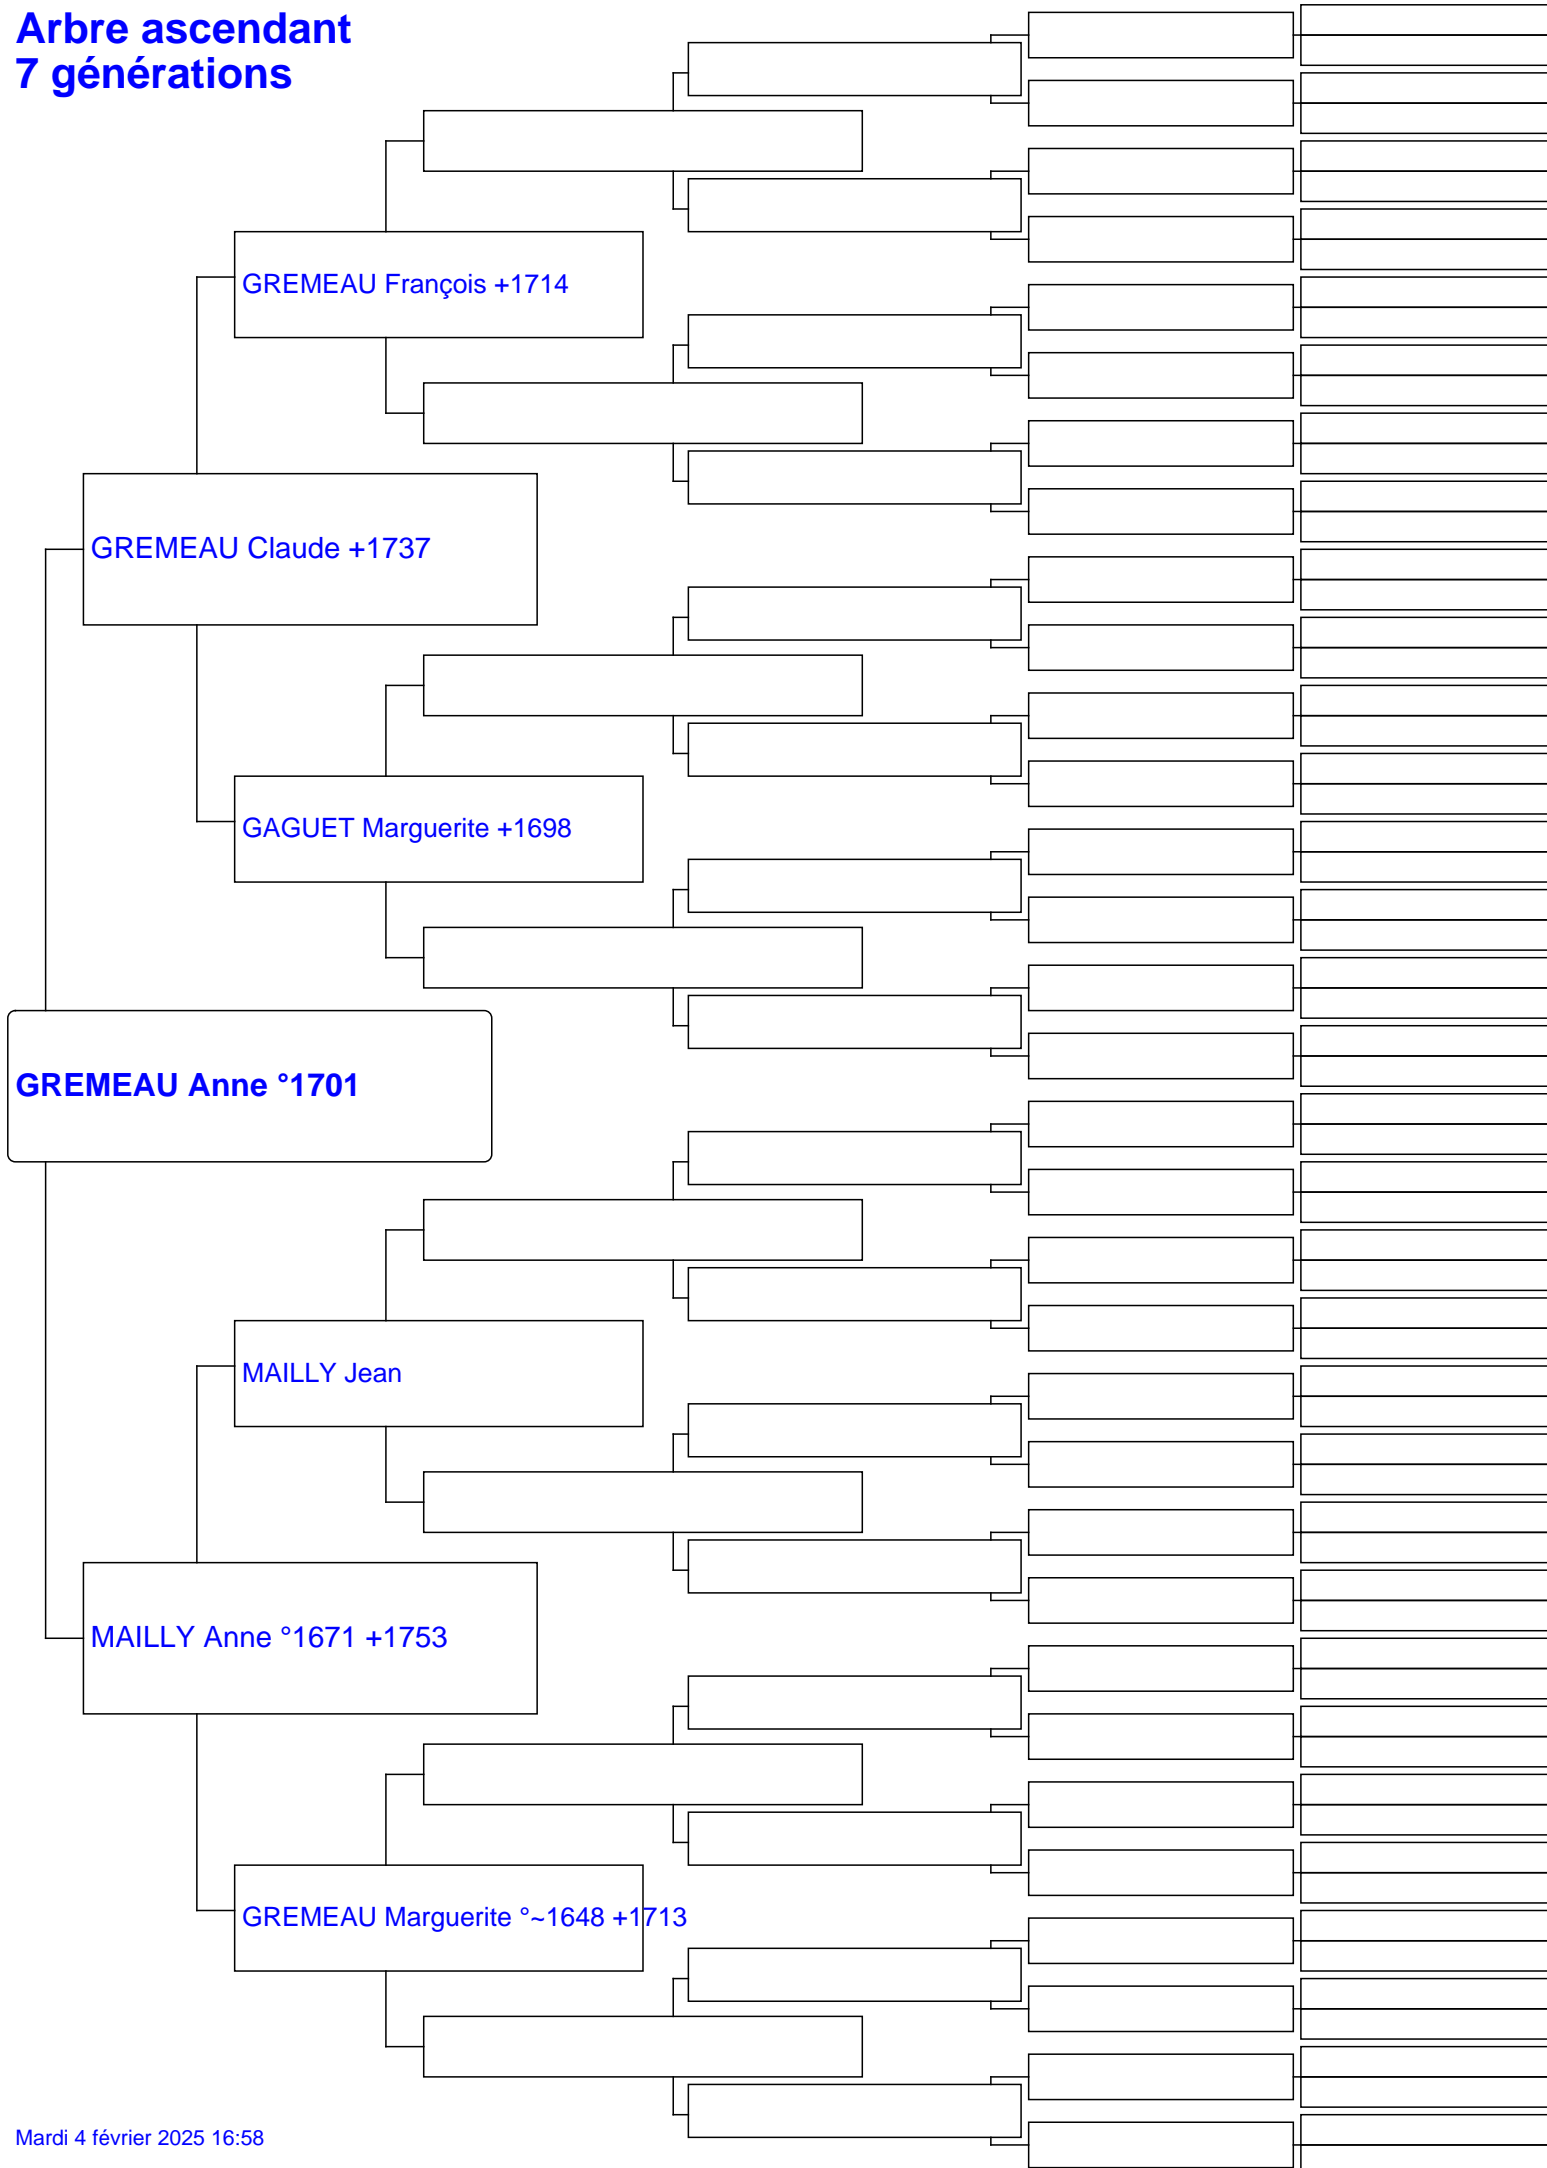 Arbre ascendant
7 générations
GREMEAU François +1714
GREMEAU Claude +1737
GAGUET Marguerite +1698
GREMEAU Anne °1701
MAILLY Jean
MAILLY Anne °1671 +1753
GREMEAU Marguerite °~1648 +1713
Mardi 4 février 2025 16:58